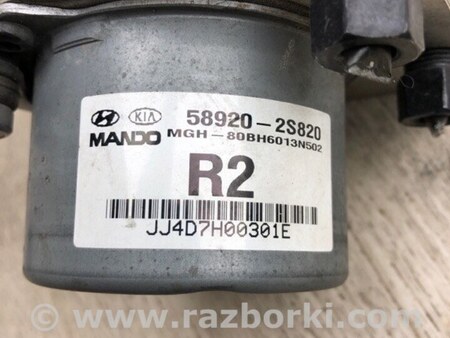 KIA 58920-2S820
MANDO MGH-80BH6013N502
R2
JJ4D7H00301E
www.razborki.com